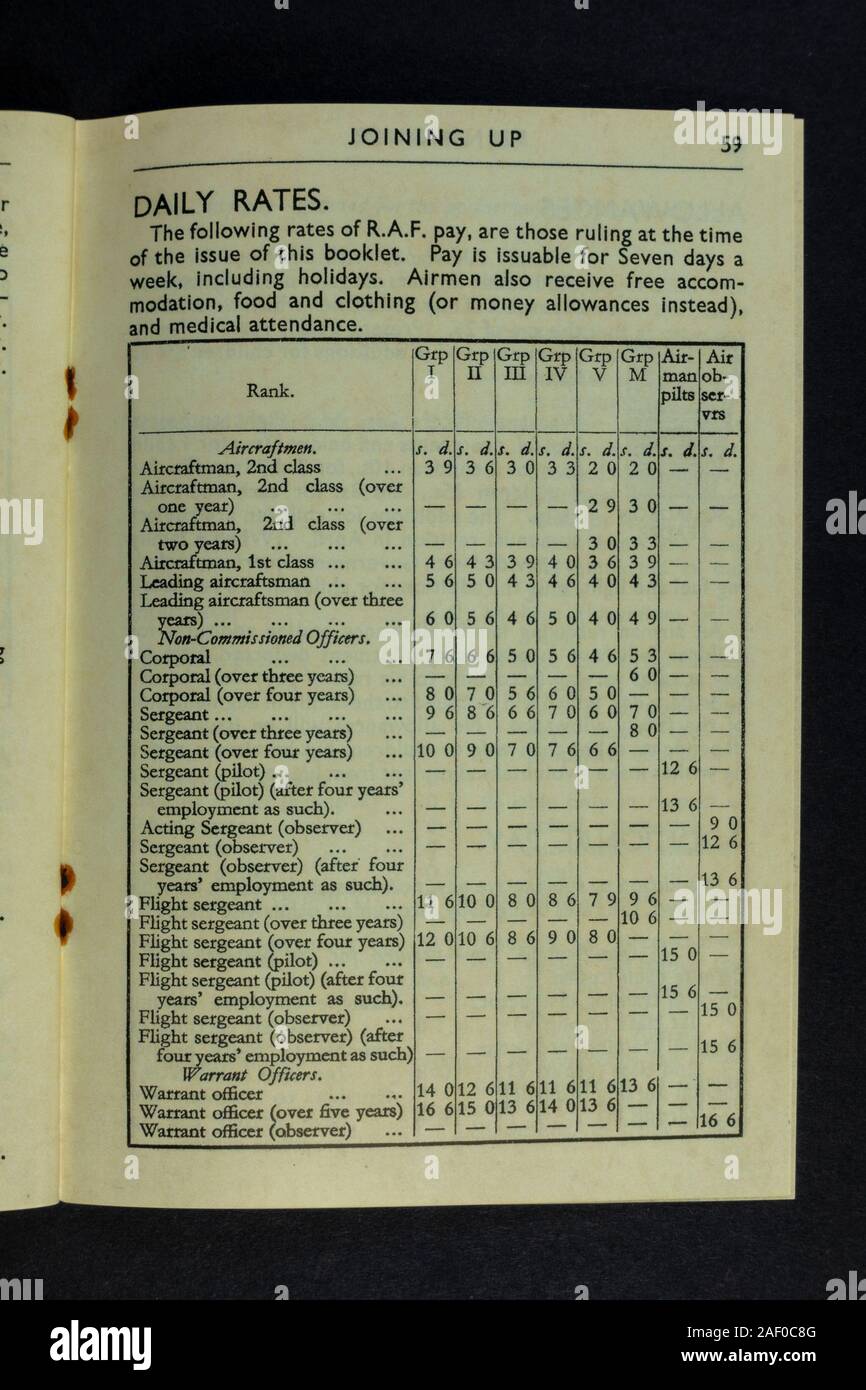 JOINING UP 59
DAILY RATES.
The following rates of R.A.F. pay, are those ruling at the time
of the issue of this booklet. Pay is issuable for Seven days a
week, including holidays. Airmen also receive free accom-
modation, food and clothing (or money allowances instead),
and medical attendance.
Rank. Grp I Grp II Grp III Grp IV Grp V Grp M Air-man pilts Air ob-ser-vrs
Aircraftmen. s. d. s. d. s. d. s. d. s. d. s. d. s. d. s. d.
Aircraftman, 2nd class ... 3 9 3 6 3 0 3 3 2 0 2 0 — —
Aircraftman, 2nd class (over
one year) ... ... ... — — — — 2 9 3 0 — —
Aircraftman, 2nd class (over
two years) ... ... ... — — — — 3 0 3 3 — —
Aircraftman, 1st class ... ... 4 6 4 3 3 9 4 0 3 6 3 9 — —
Leading aircraftsman ... ... 5 6 5 0 4 3 4 6 4 0 4 3 — —
Leading aircraftsman (over three
years) ... ... ... ... 6 0 5 6 4 6 5 0 4 0 4 9 — —
Non-Commissioned Officers.
Corporal ... ... ... 7 6 6 6 5 0 5 6 4 6 5 3 — —
Corporal (over three years) ... — — — — — 6 0 — —
Corporal (over four years) ... 8 0 7 0 5 6 6 0 5 0 — — —
Sergeant ... ... ... ... 9 6 8 6 6 6 7 0 6 0 7 0 — —
Sergeant (over three years) ... — — — — — 8 0 — —
Sergeant (over four years) ... 10 0 9 0 7 0 7 6 6 6 — — —
Sergeant (pilot) ... ... ... — — — — — — 12 6 —
Sergeant (pilot) (after four years'
employment as such). ... — — — — — — 13 6 —
Acting Sergeant (observer) ... — — — — — — — 9 0
Sergeant (observer) ... ... — — — — — — — 12 6
Sergeant (observer) (after four
years' employment as such). — — — — — — — 13 6
Flight sergeant ... ... ... 11 6 10 0 8 0 8 6 7 9 9 6 — —
Flight sergeant (over three years) — — — — — 10 6 — —
Flight sergeant (over four years) 12 0 10 6 8 6 9 0 8 0 — — —
Flight sergeant (pilot) ... ... — — — — — — 15 0 —
Flight sergeant (pilot) (after four
years' employment as such). — — — — — — 15 6 —
Flight sergeant (observer) ... — — — — — — — 15 0
Flight sergeant (observer) (after
four years' employment as such) — — — — — — — 15 6
Warrant Officers.
Warrant officer ... ... 14 0 12 6 11 6 11 6 11 6 13 6 — —
Warrant officer (over five years) 16 6 15 0 13 6 14 0 13 6 — — —
Warrant officer (observer) ... — — — — — — — 16 6
alamy
Image ID: 2AF0C8G
www.alamy.com